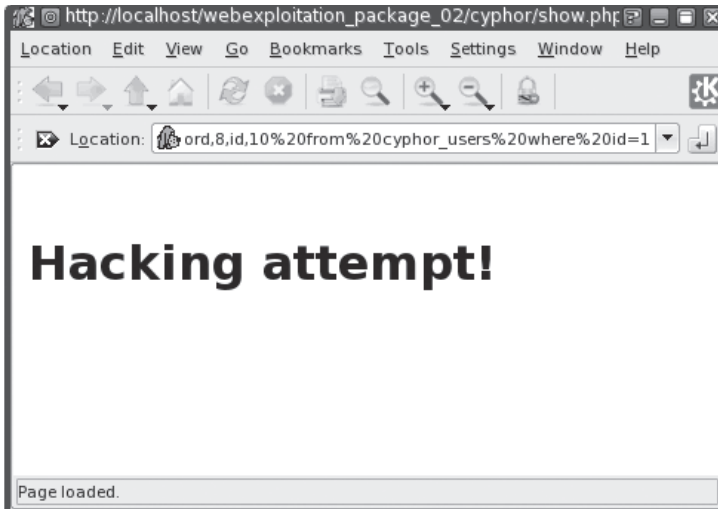 http://localhost/webexploitation_package_02/cyphor/show.php
Location Edit View Go Bookmarks Tools Settings Window Help
Location: ord,8,id,10%20from%20cyphor_users%20where%20id=1
Hacking attempt!
Page loaded.